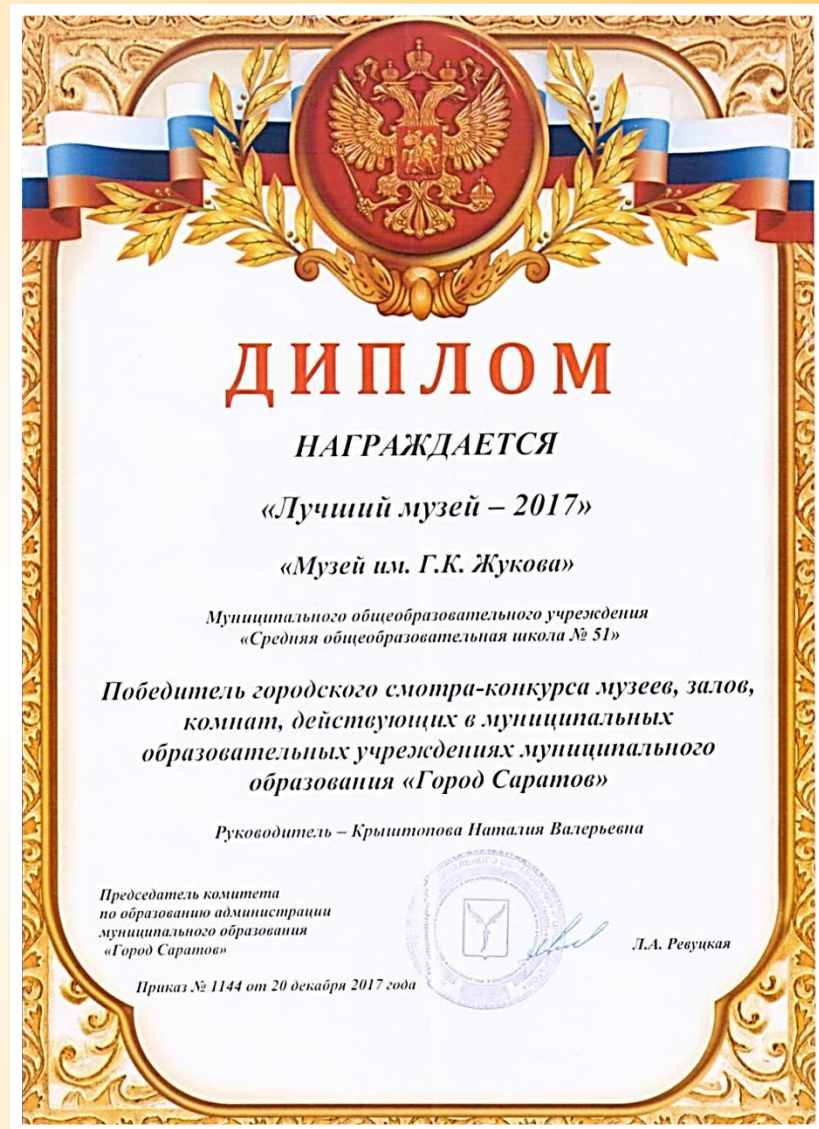 ДИПЛОМ
НАГРАЖДАЕТСЯ
«Лучший музей – 2017»
«Музей им. Г.К. Жукова»
Муниципального общеобразовательного учреждения
«Средняя общеобразовательная школа № 51»
Победитель городского смотра-конкурса музеев, залов,
комнат, действующих в муниципальных
образовательных учреждениях муниципального
образования «Город Саратов»
Руководитель – Крыштопова Наталия Валерьевна
Председатель комитета
по образованию администрации
муниципального образования
«Город Саратов»
Л.А. Ревуцкая
Приказ № 1144 от 20 декабря 2017 года